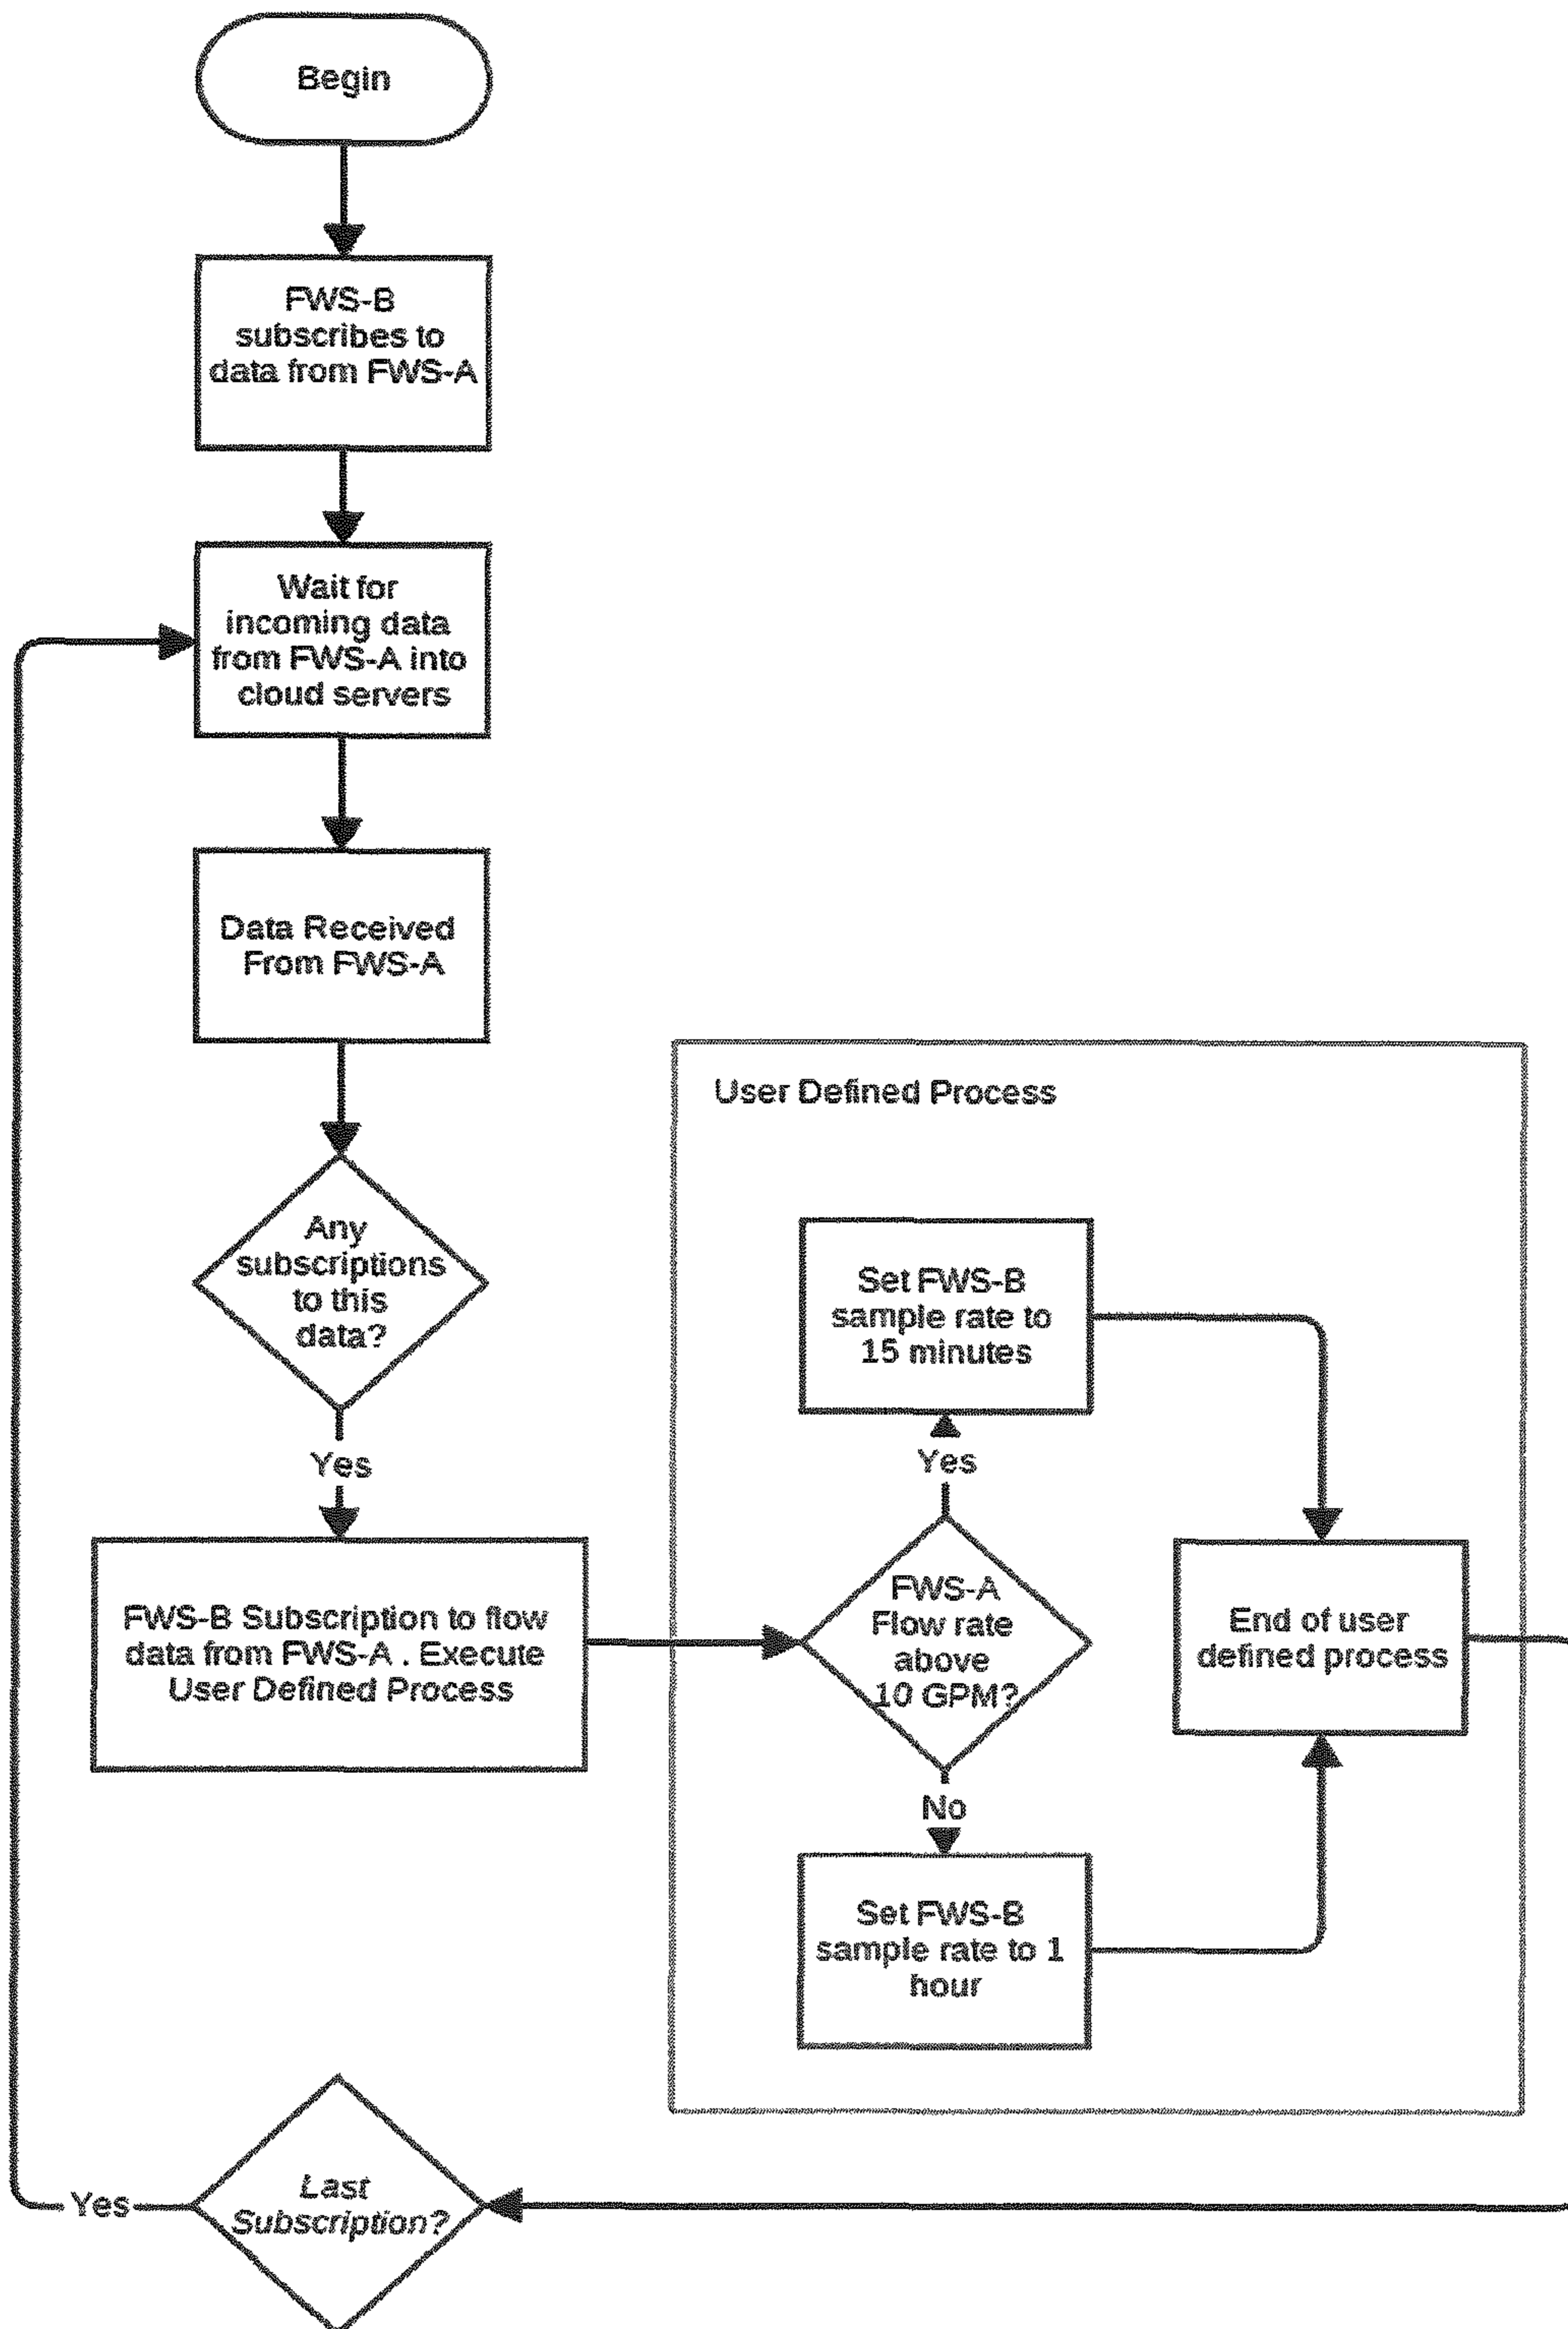 Begin
FWS-B
subscribes to
data from FWS-A
Wait for
incoming data
from FWS-A into
cloud servers
Data Received
From FWS-A
Any
subscriptions
to this
data?
Yes
FWS-B Subscription to flow
data from FWS-A . Execute
User Defined Process
User Defined Process
Set FWS-B
sample rate to
15 minutes
Yes
FWS-A
Flow rate
above
10 GPM?
No
Set FWS-B
sample rate to 1
hour
End of user
defined process
Last
Subscription?
Yes